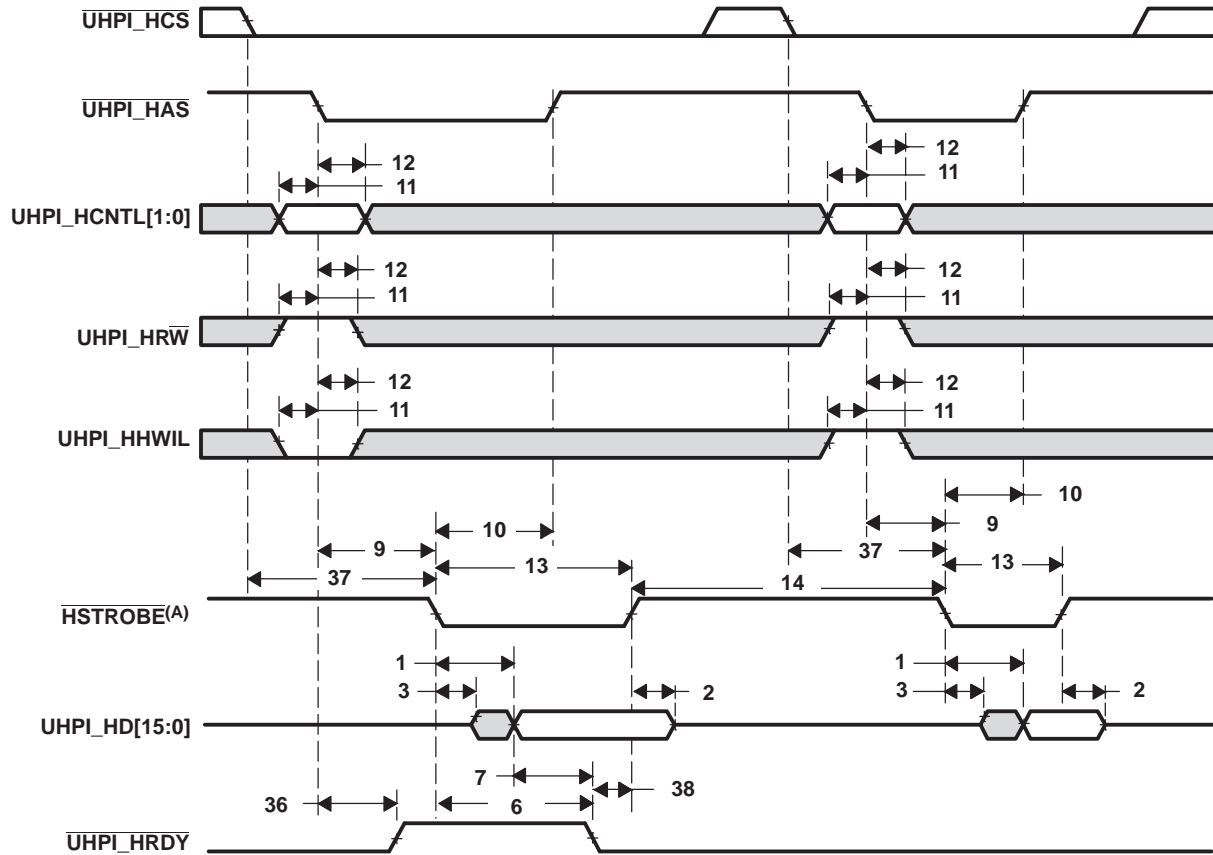 UHPI_HCS
UHPI_HAS
12 12
11 11
UHPI_HCNTL[1:0]
12 12
11 11
UHPI_HRW
12 12
11 11
UHPI_HHWIL
10
10 9
9 37
37 13 13
14
HSTROBE(A)
1 1
3 2 3 2
UHPI_HD[15:0]
7 38
36 6
UHPI_HRDY